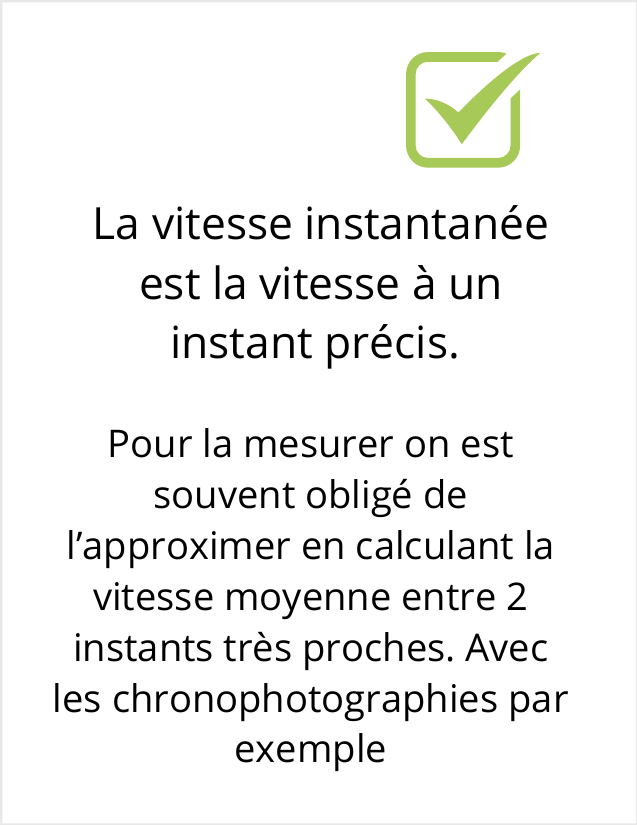 La vitesse instantanée
est la vitesse à un
instant précis.
Pour la mesurer on est
souvent obligé de
l’approximer en calculant la
vitesse moyenne entre 2
instants très proches. Avec
les chronophotographies par
exemple